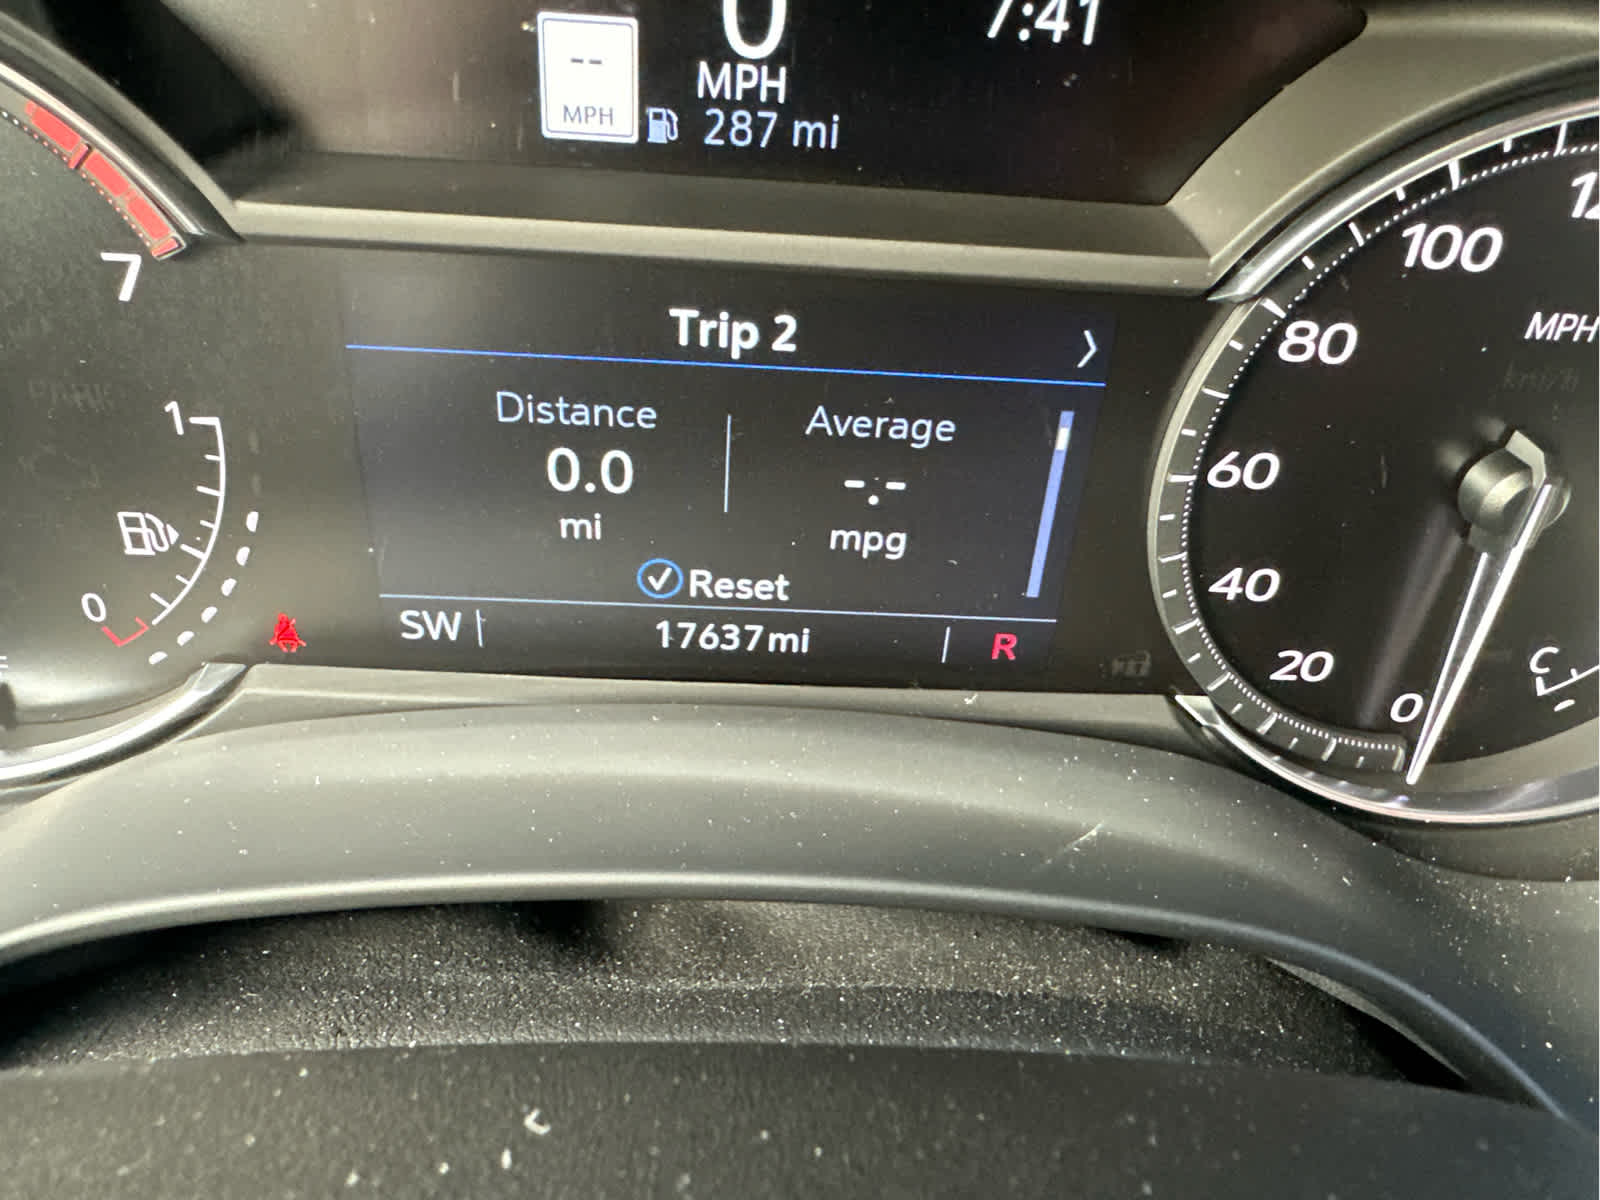 0
7:41
--
MPH
MPH
287 mi
7
Trip 2
Distance
Average
0.0
-.-
mi
mpg
Reset
SW
17637mi
R
1
0
100
80
MPH
km/h
60
40
20
0
C